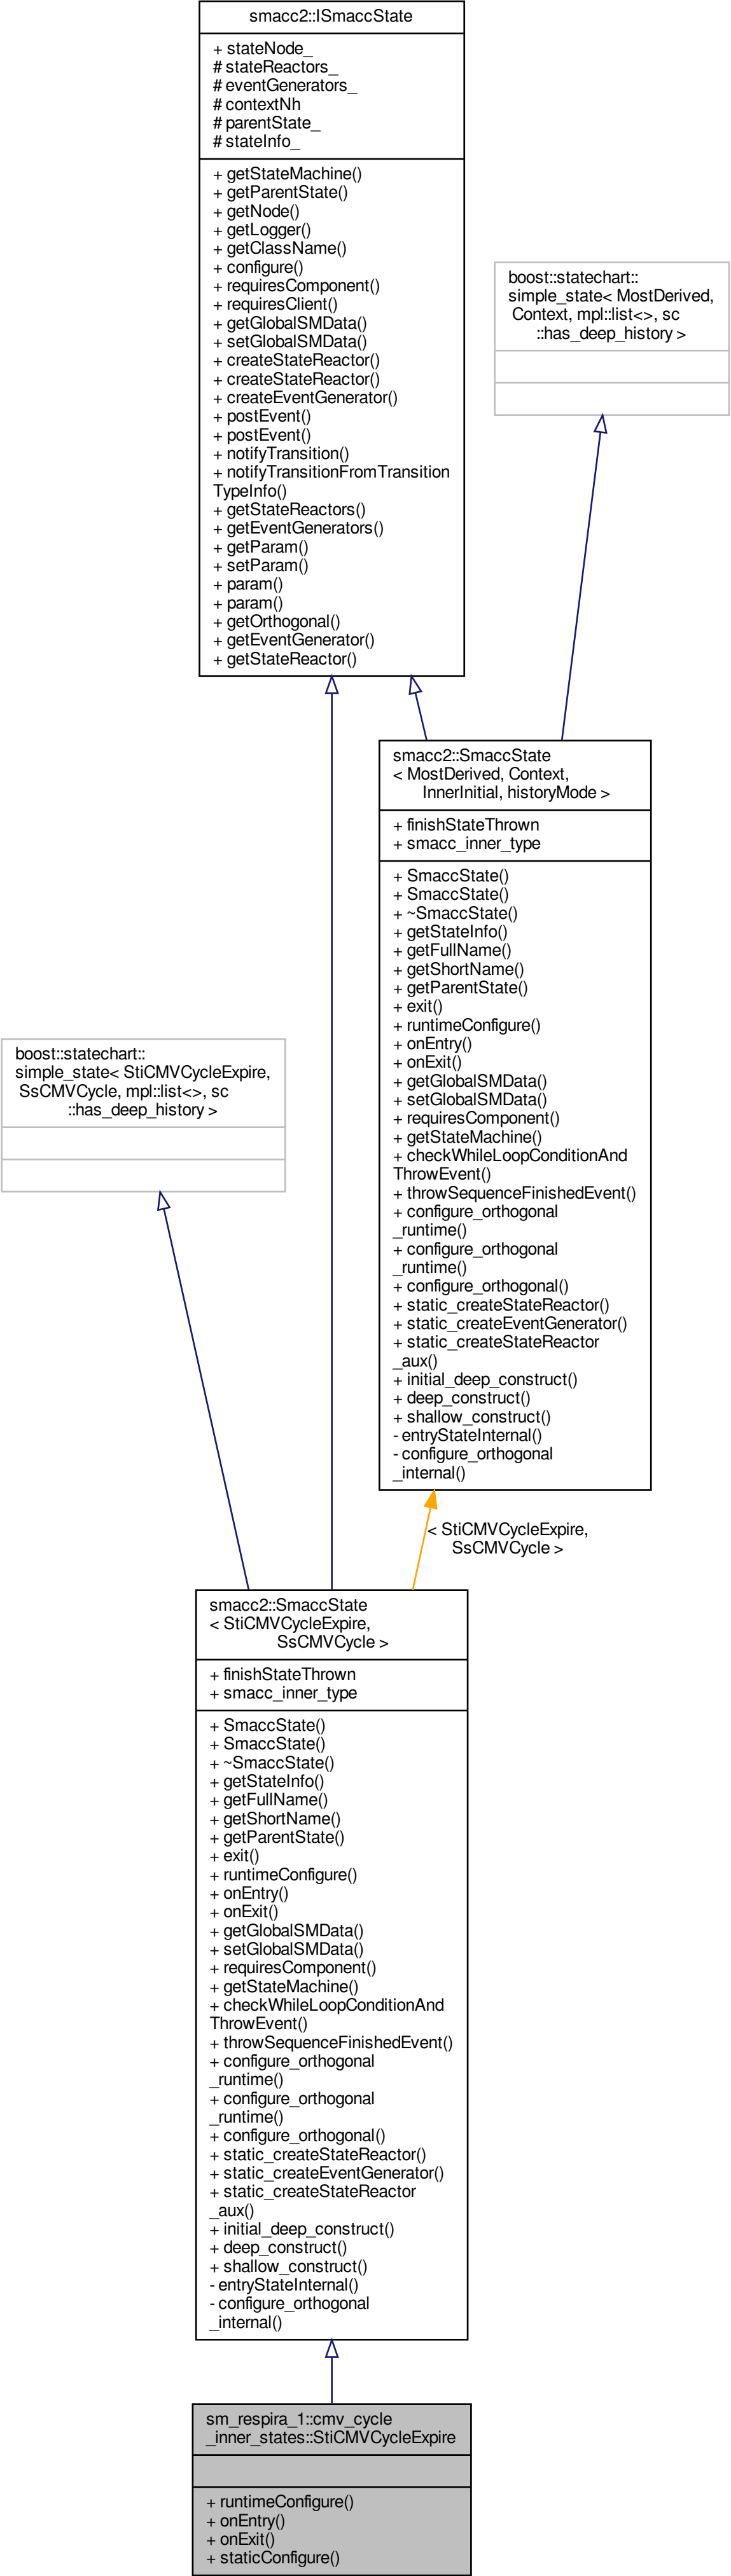 smacc2::ISmaccState
+ stateNode_
# stateReactors_
# eventGenerators_
# contextNh
# parentState_
# stateInfo_
+ getStateMachine()
+ getParentState()
+ getNode()
+ getLogger()
+ getClassName()
+ configure()
+ requiresComponent()
+ requiresClient()
+ getGlobalSMData()
+ setGlobalSMData()
+ createStateReactor()
+ createStateReactor()
+ createEventGenerator()
+ postEvent()
+ postEvent()
+ notifyTransition()
+ notifyTransitionFromTransition
TypeInfo()
+ getStateReactors()
+ getEventGenerators()
+ getParam()
+ setParam()
+ param()
+ param()
+ getOrthogonal()
+ getEventGenerator()
+ getStateReactor()
boost::statechart::
simple_state< MostDerived,
Context, mpl::list<>, sc
::has_deep_history >
smacc2::SmaccState
< MostDerived, Context,
InnerInitial, historyMode >
+ finishStateThrown
+ smacc_inner_type
+ SmaccState()
+ SmaccState()
+ ~SmaccState()
+ getStateInfo()
+ getFullName()
+ getShortName()
+ getParentState()
+ exit()
+ runtimeConfigure()
+ onEntry()
+ onExit()
+ getGlobalSMData()
+ setGlobalSMData()
+ requiresComponent()
+ getStateMachine()
+ checkWhileLoopConditionAnd
ThrowEvent()
+ throwSequenceFinishedEvent()
+ configure_orthogonal
_runtime()
+ configure_orthogonal
_runtime()
+ configure_orthogonal()
+ static_createStateReactor()
+ static_createEventGenerator()
+ static_createStateReactor
_aux()
+ initial_deep_construct()
+ deep_construct()
+ shallow_construct()
- entryStateInternal()
- configure_orthogonal
_internal()
boost::statechart::
simple_state< StiCMVCycleExpire,
SsCMVCycle, mpl::list<>, sc
::has_deep_history >
< StiCMVCycleExpire,
SsCMVCycle >
smacc2::SmaccState
< StiCMVCycleExpire,
SsCMVCycle >
+ finishStateThrown
+ smacc_inner_type
+ SmaccState()
+ SmaccState()
+ ~SmaccState()
+ getStateInfo()
+ getFullName()
+ getShortName()
+ getParentState()
+ exit()
+ runtimeConfigure()
+ onEntry()
+ onExit()
+ getGlobalSMData()
+ setGlobalSMData()
+ requiresComponent()
+ getStateMachine()
+ checkWhileLoopConditionAnd
ThrowEvent()
+ throwSequenceFinishedEvent()
+ configure_orthogonal
_runtime()
+ configure_orthogonal
_runtime()
+ configure_orthogonal()
+ static_createStateReactor()
+ static_createEventGenerator()
+ static_createStateReactor
_aux()
+ initial_deep_construct()
+ deep_construct()
+ shallow_construct()
- entryStateInternal()
- configure_orthogonal
_internal()
sm_respira_1::cmv_cycle
_inner_states::StiCMVCycleExpire
+ runtimeConfigure()
+ onEntry()
+ onExit()
+ staticConfigure()